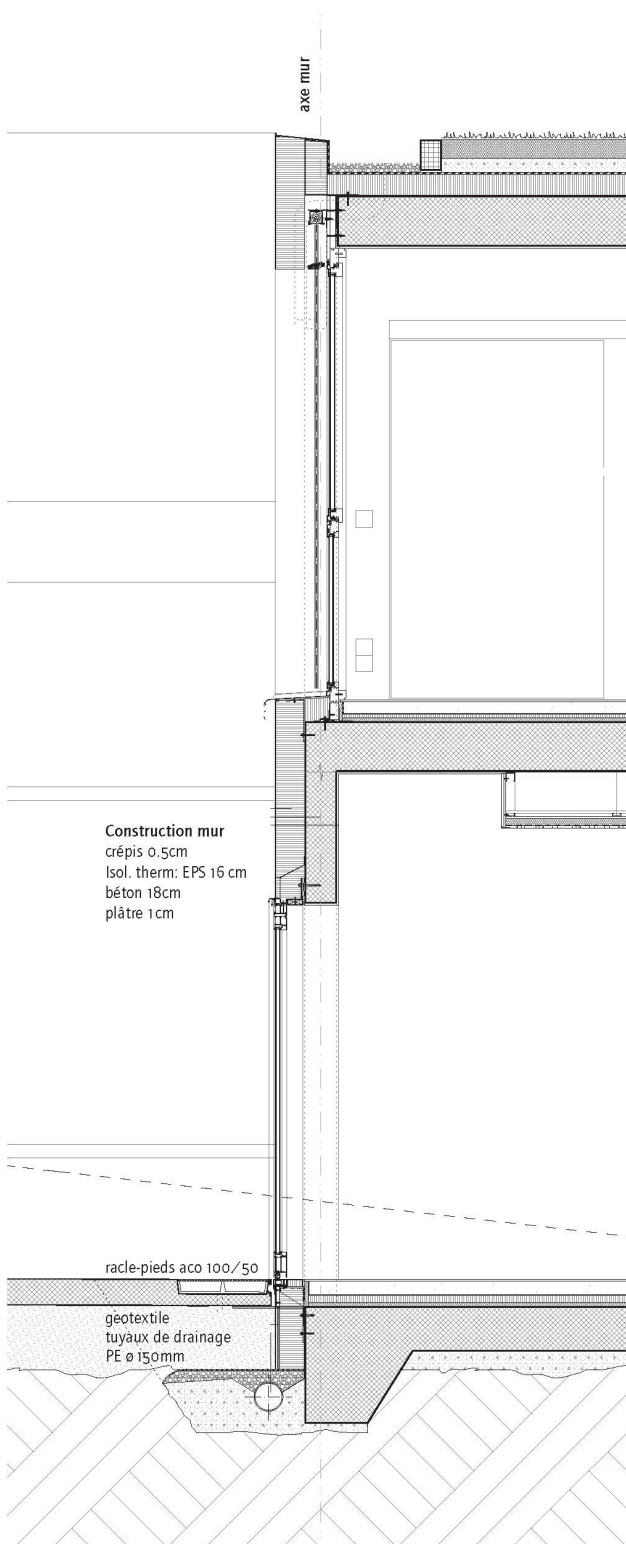 axe mur
Construction mur
crépis 0.5cm
Isol. therm: EPS 16 cm
béton 18cm
plâtre 1cm
racle-pieds aco 100/50
géotextile
tuyaux de drainage
PE ø 150mm